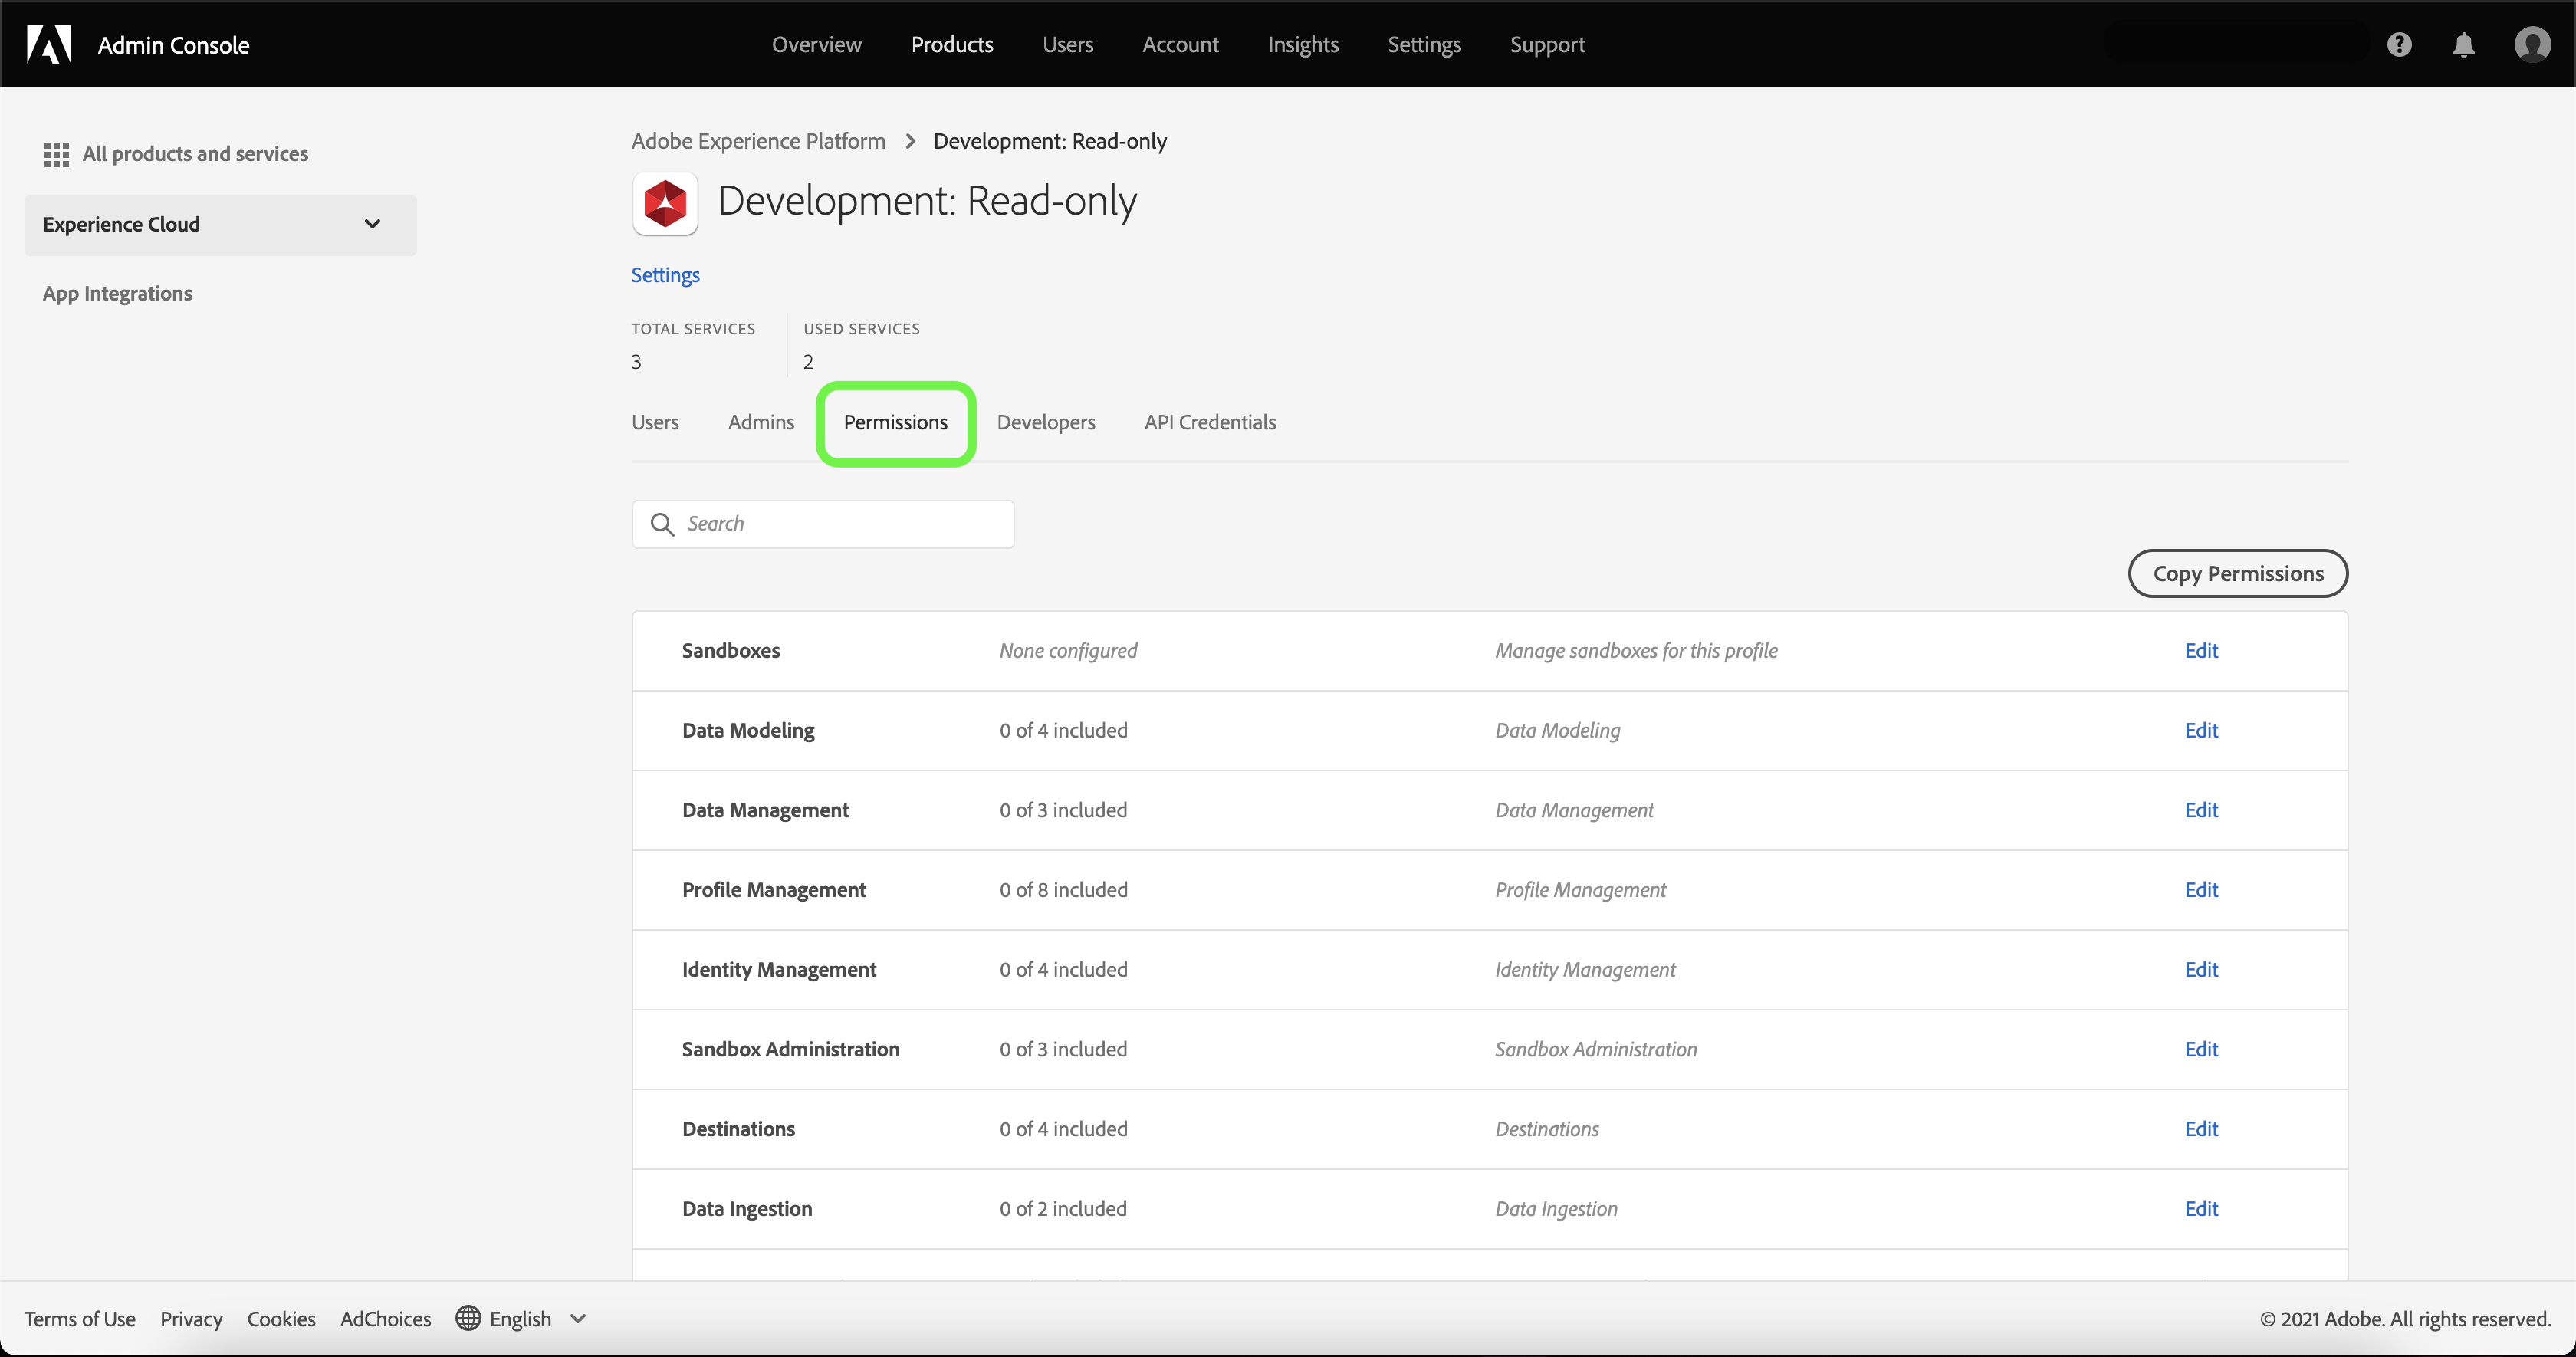 Admin Console
Overview Products Users Account Insights Settings Support
All products and services
Experience Cloud
App Integrations
Adobe Experience Platform > Development: Read-only
Development: Read-only
Settings
TOTAL SERVICES USED SERVICES
3 2
Users Admins Permissions Developers API Credentials
Search
Copy Permissions
Sandboxes None configured Manage sandboxes for this profile Edit
Data Modeling 0 of 4 included Data Modeling Edit
Data Management 0 of 3 included Data Management Edit
Profile Management 0 of 8 included Profile Management Edit
Identity Management 0 of 4 included Identity Management Edit
Sandbox Administration 0 of 3 included Sandbox Administration Edit
Destinations 0 of 4 included Destinations Edit
Data Ingestion 0 of 2 included Data Ingestion Edit
Terms of Use Privacy Cookies AdChoices English © 2021 Adobe. All rights reserved.